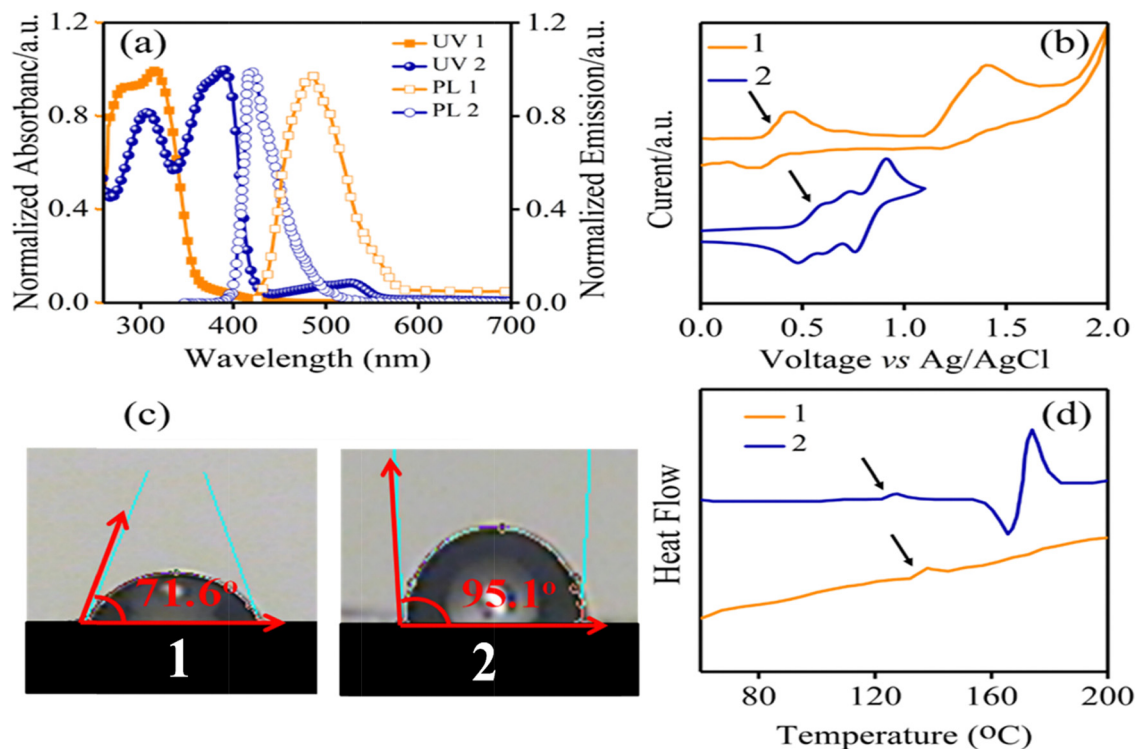 (a)
Normalized Absorbanc/a.u.
1.2
0.8
0.4
0.0
UV 1
UV 2
PL 1
PL 2
1.2
0.8
0.4
0.0
Normalized Emission/a.u.
300 400 500 600 700
Wavelength (nm)
(b)
1
2
Curent/a.u.
0.0 0.5 1.0 1.5 2.0
Voltage vs Ag/AgCl
(c)
71.6°
1
95.1°
2
(d)
1
2
Heat Flow
80 120 160 200
Temperature (ºC)